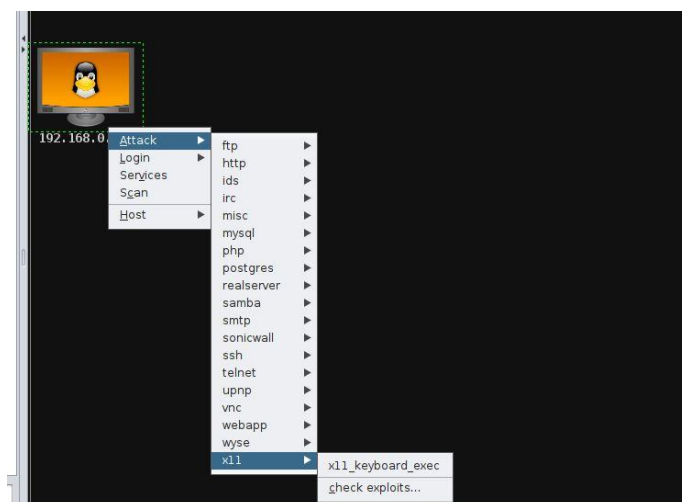 192.168.0.
Attack
Login
Services
Scan
Host
ftp
http
ids
irc
misc
mysql
php
postgres
realserver
samba
smtp
sonicwall
ssh
telnet
upnp
vnc
webapp
wyse
x11
x11_keyboard_exec
check exploits...